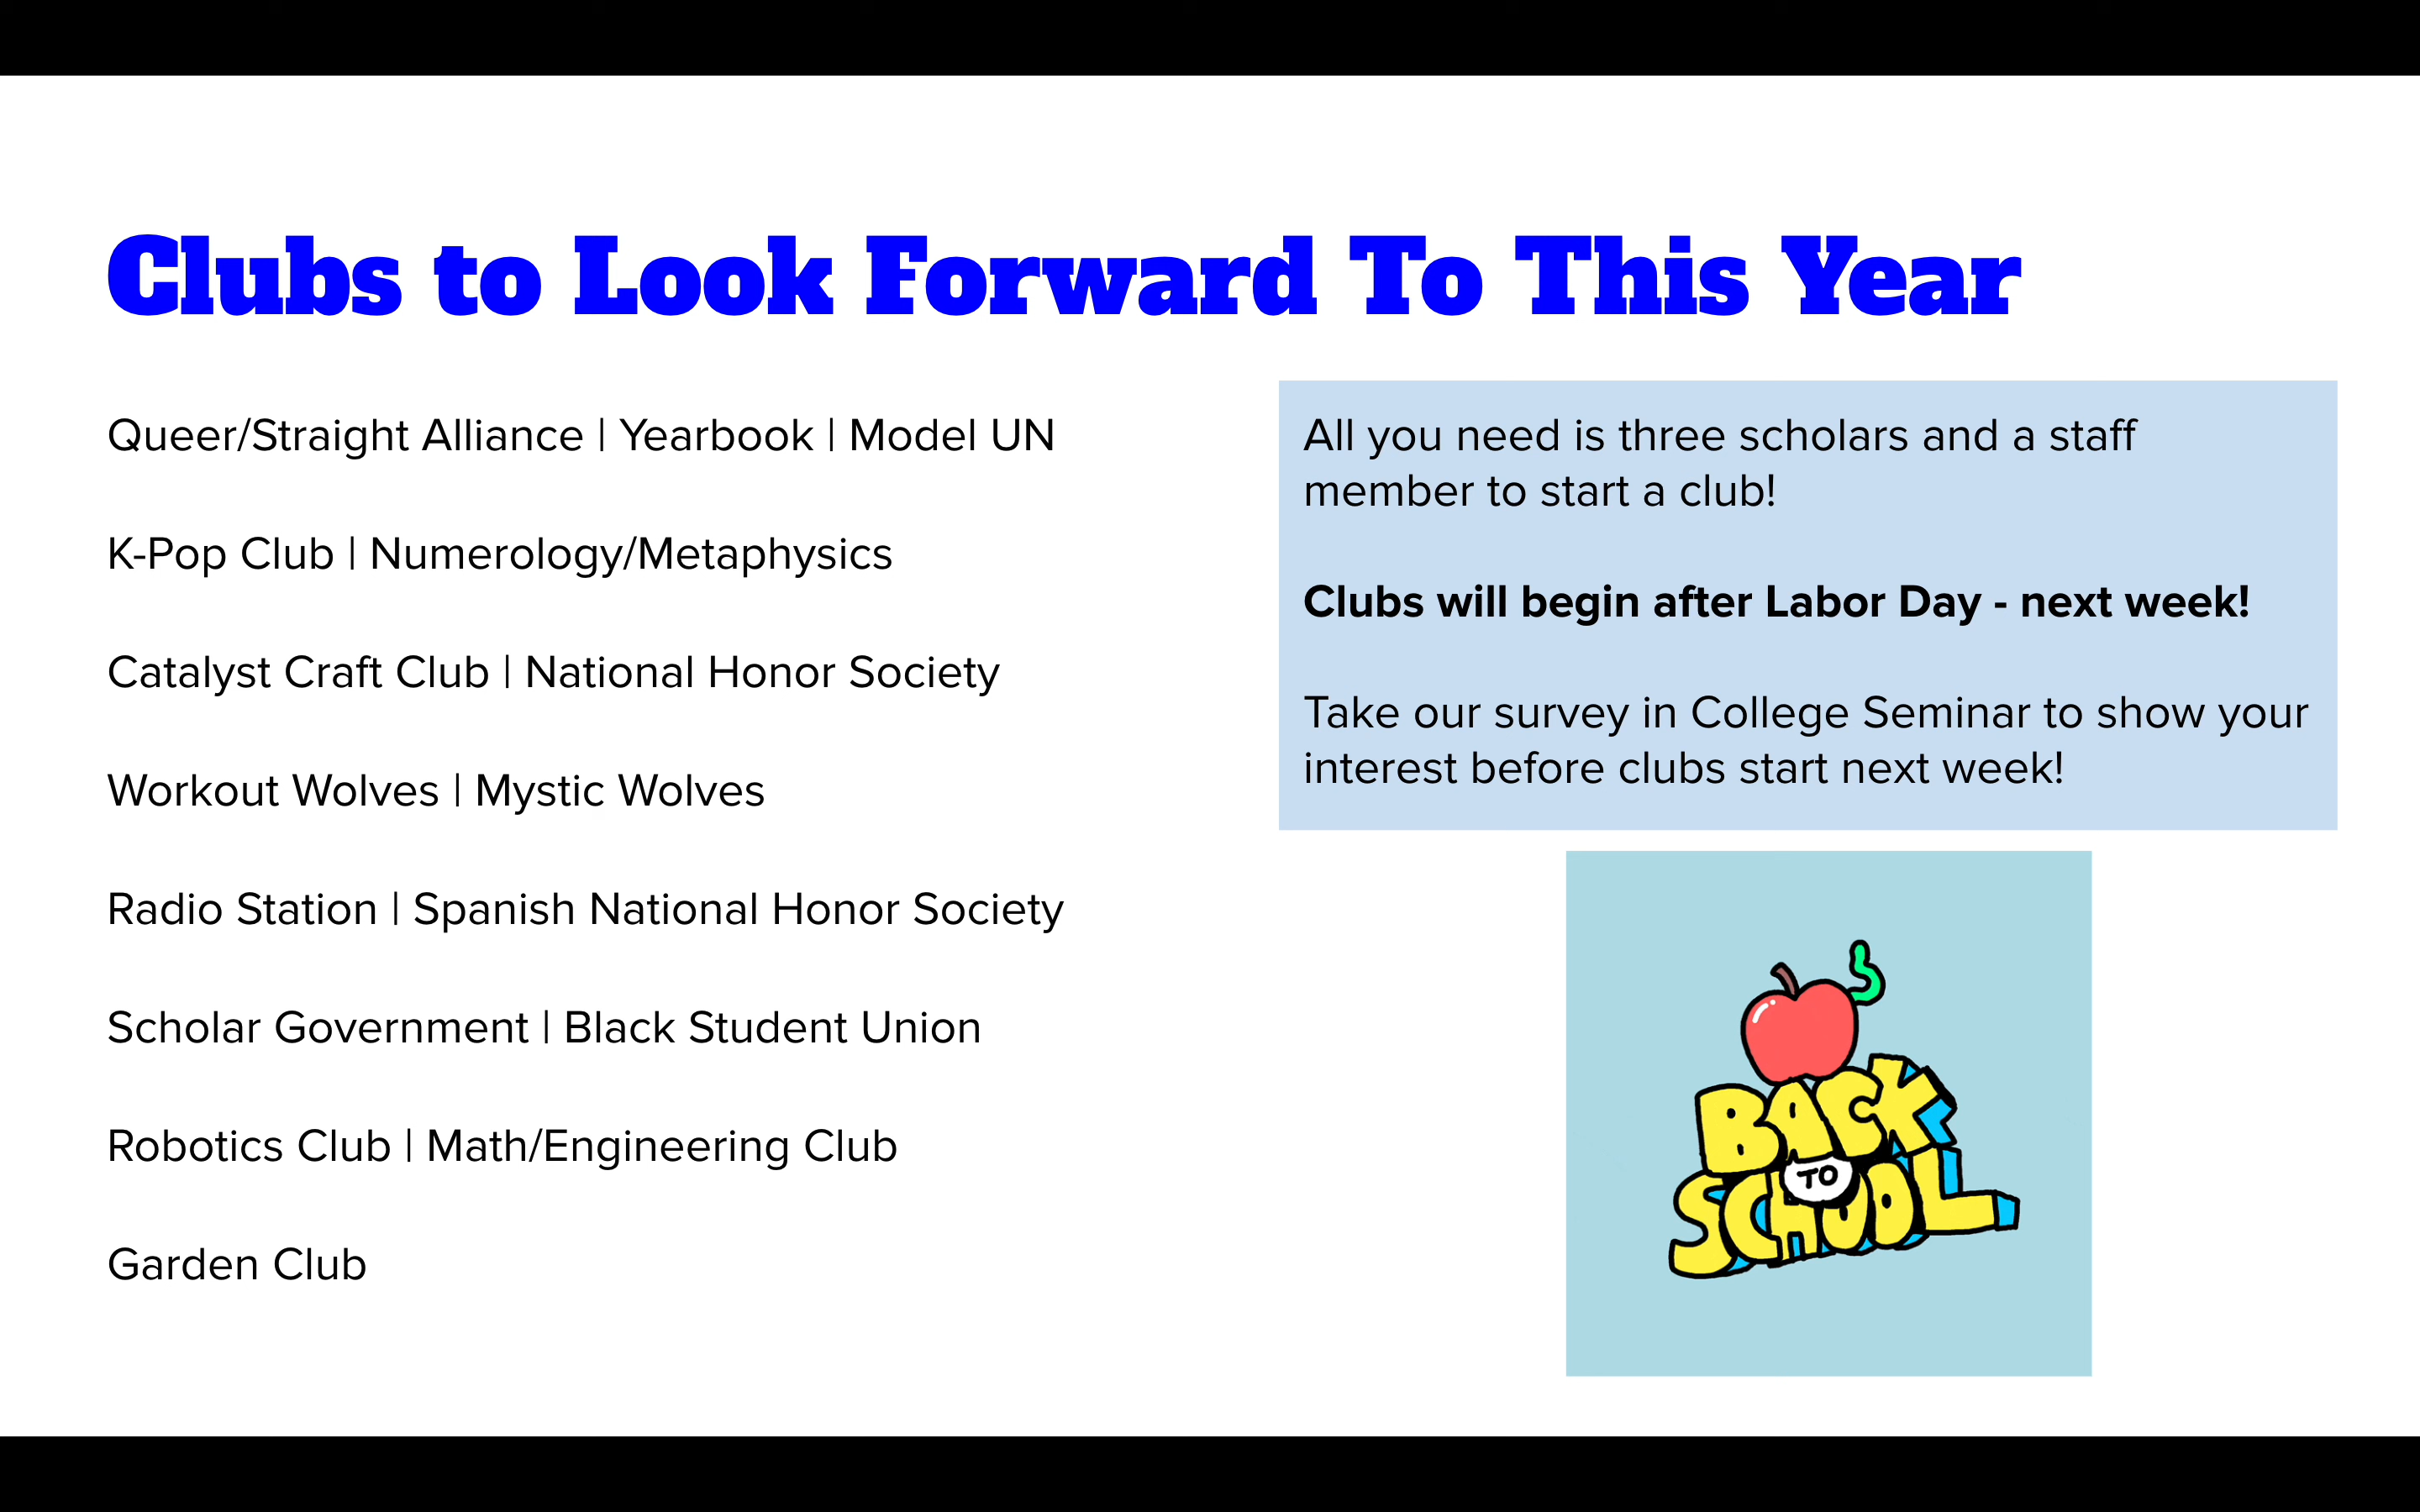 Clubs to Look Forward To This Year
Queer/Straight Alliance | Yearbook | Model UN
K-Pop Club | Numerology/Metaphysics
Catalyst Craft Club | National Honor Society
Workout Wolves | Mystic Wolves
Radio Station | Spanish National Honor Society
Scholar Government | Black Student Union
Robotics Club | Math/Engineering Club
Garden Club
All you need is three scholars and a staff
member to start a club!
Clubs will begin after Labor Day - next week!
Take our survey in College Seminar to show your
interest before clubs start next week!
BACK
TO
SCHOOL